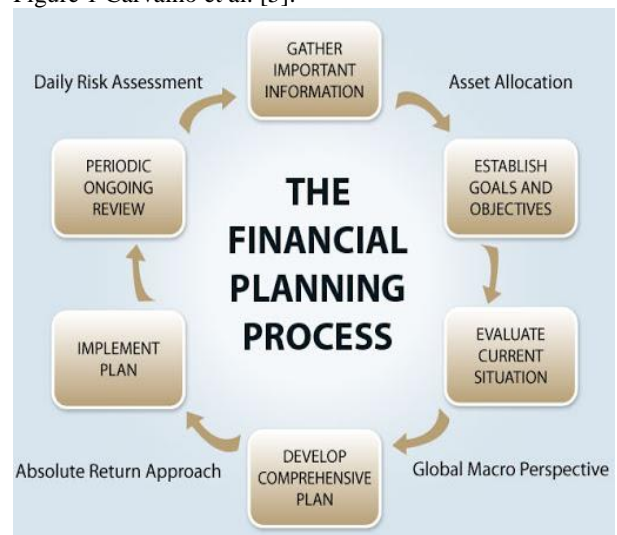 Figure 1 Carvalho et al. [3].
GATHER
IMPORTANT
INFORMATION
Daily Risk Assessment
Asset Allocation
PERIODIC
ONGOING
REVIEW
ESTABLISH
GOALS AND
OBJECTIVES
THE
FINANCIAL
PLANNING
PROCESS
IMPLEMENT
PLAN
EVALUATE
CURRENT
SITUATION
DEVELOP
COMPREHENSIVE
PLAN
Absolute Return Approach
Global Macro Perspective